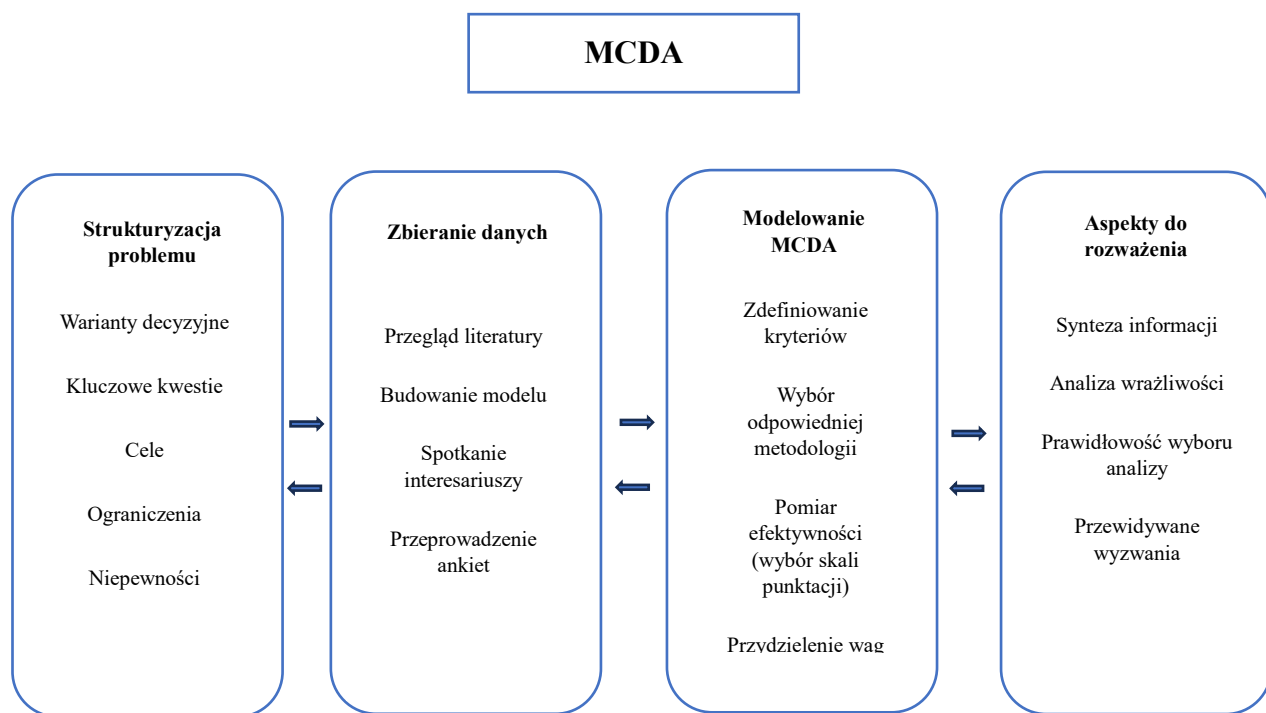 MCDA
Strukturyzacja
problemu
Warianty decyzyjne
Kluczowe kwestie
Cele
Ograniczenia
Niepewności
Zbieranie danych
Przegląd literatury
Budowanie modelu
Spotkanie
interesariuszy
Przeprowadzenie
ankiet
Modelowanie
MCDA
Zdefiniowanie
kryteriów
Wybór
odpowiedniej
metodologii
Pomiar
efektywności
(wybór skali
punktacji)
Przydzielenie wag
Aspekty do
rozważenia
Synteza informacji
Analiza wrażliwości
Prawidłowość wyboru
analizy
Przewidywane
wyzwania